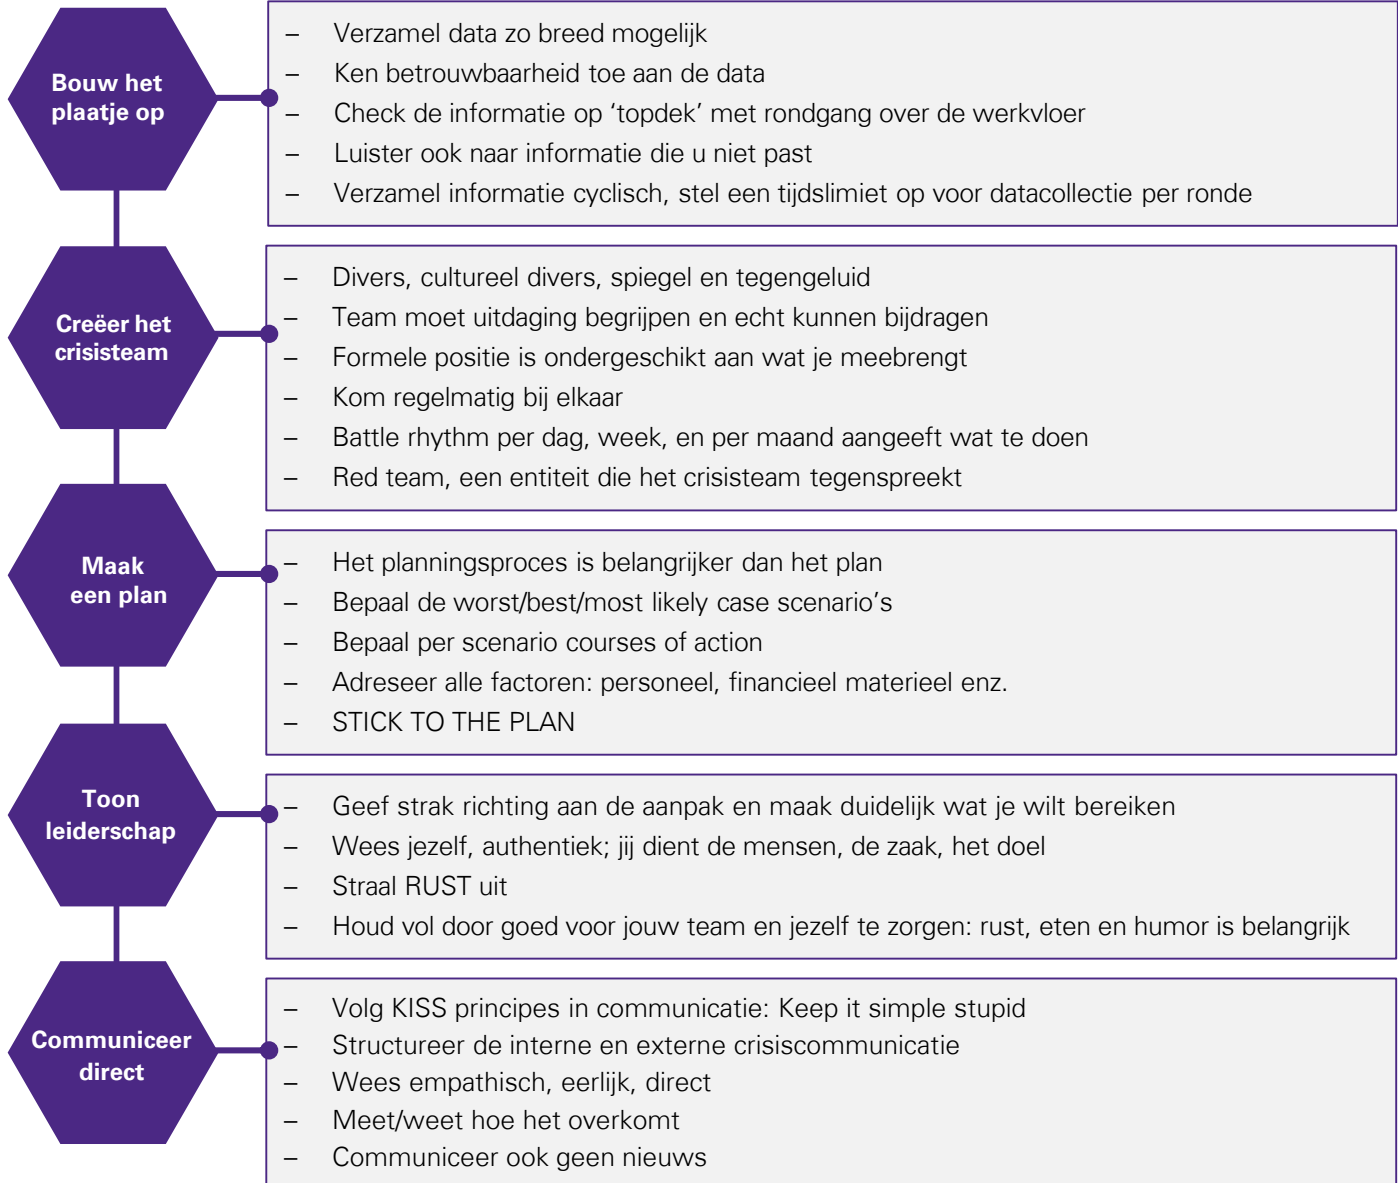 Bouw het
plaatje op
– Verzamel data zo breed mogelijk
– Ken betrouwbaarheid toe aan de data
– Check de informatie op ‘topdek’ met rondgang over de werkvloer
– Luister ook naar informatie die u niet past
– Verzamel informatie cyclisch, stel een tijdslimiet op voor datacollectie per ronde
Creëer het
crisisteam
– Divers, cultureel divers, spiegel en tegengeluid
– Team moet uitdaging begrijpen en echt kunnen bijdragen
– Formele positie is ondergeschikt aan wat je meebrengt
– Kom regelmatig bij elkaar
– Battle rhythm per dag, week, en per maand aangeeft wat te doen
– Red team, een entiteit die het crisisteam tegenspreekt
Maak
een plan
– Het planningsproces is belangrijker dan het plan
– Bepaal de worst/best/most likely case scenario’s
– Bepaal per scenario courses of action
– Adreseer alle factoren: personeel, financieel materieel enz.
– STICK TO THE PLAN
Toon
leiderschap
– Geef strak richting aan de aanpak en maak duidelijk wat je wilt bereiken
– Wees jezelf, authentiek; jij dient de mensen, de zaak, het doel
– Straal RUST uit
– Houd vol door goed voor jouw team en jezelf te zorgen: rust, eten en humor is belangrijk
Communiceer
direct
– Volg KISS principes in communicatie: Keep it simple stupid
– Structureer de interne en externe crisiscommunicatie
– Wees empathisch, eerlijk, direct
– Meet/weet hoe het overkomt
– Communiceer ook geen nieuws